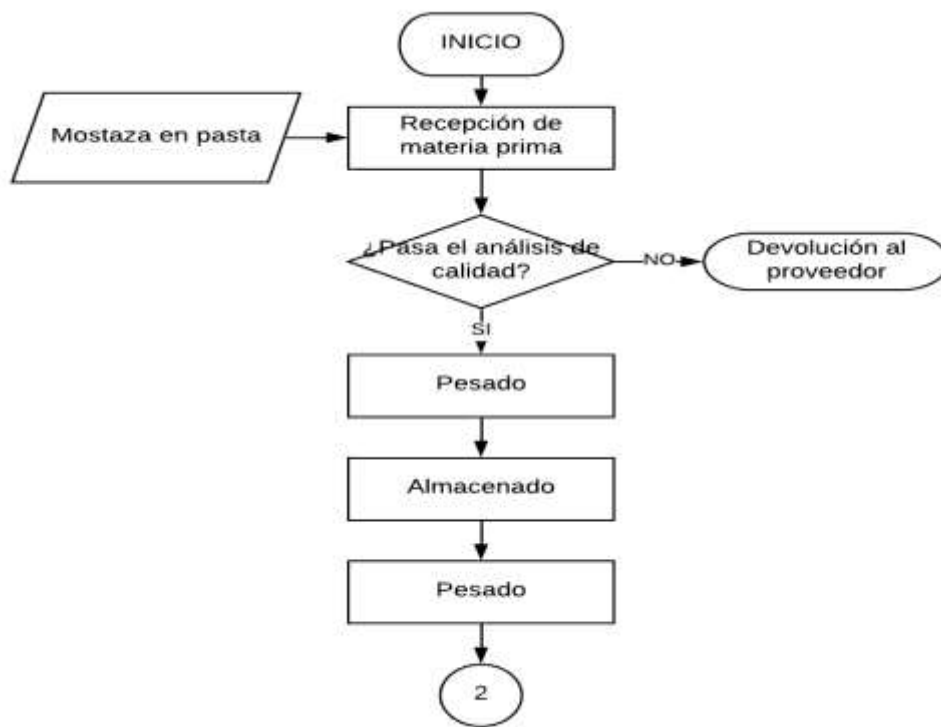 INICIO
Mostaza en pasta
Recepción de
materia prima
¿Pasa el análisis de
calidad?
NO
Devolución al
proveedor
SI
Pesado
Almacenado
Pesado
2